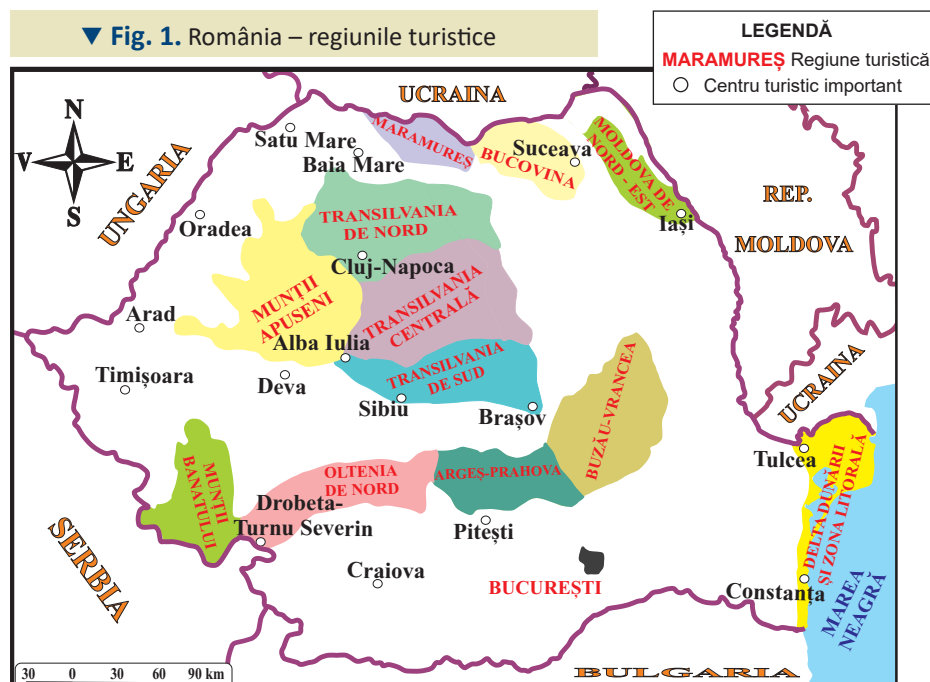 ▼ Fig. 1. România – regiunile turistice
LEGENDĂ
MARAMUREȘ Regiune turistică
Centru turistic important
UCRAINA
N
V E
S
UNGARIA
Satu Mare
Baia Mare
MARAMUREȘ
BUCOVINA
Suceava
MOLDOVA DE
NORD - EST
Iași
REP.
MOLDOVA
Oradea
TRANSILVANIA
DE NORD
Cluj-Napoca
MUNȚII
APUSENI
TRANSILVANIA
CENTRALĂ
Arad
Alba Iulia
Timișoara
Deva
TRANSILVANIA
DE SUD
Sibiu
Brașov
BUZĂU-VRANCEA
UCRAINA
Tulcea
MUNȚII
BANATULUI
OLTENIA
DE NORD
ARGEȘ-PRAHOVA
DELTA DUNĂRII
ȘI ZONA LITORALĂ
Drobeta-
Turnu Severin
Pitești
SERBIA
Craiova
BUCUREȘTI
Constanța
MAREA
NEAGRĂ
30 0 30 60 90 km
BULGARIA